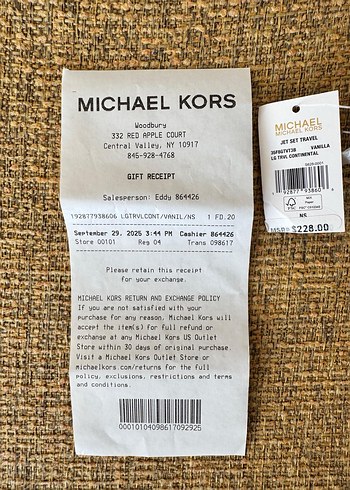 MICHAEL KORS
Woodbury
332 RED APPLE COURT
Central Valley, NY 10917
845-928-4768
GIFT RECEIPT
Salesperson: Eddy 864426
192877938606 LGTRVLCONT/VANIL/NS 1 FD.20
September 29, 2025 3:44 PM Cashier 864426
Store 00101 Reg 04 Trans 098617
Please retain this receipt
for your exchange.
MICHAEL KORS RETURN AND EXCHANGE POLICY
If you are not satisfied with your
purchase for any reason, Michael Kors will
accept the item(s) for full refund or
exchange at any Michael Kors US Outlet
Store within 30 days of original purchase.
Visit a Michael Kors Outlet Store or
michaelkors.com/returns for the full
policy, exclusions, restrictions and terms
and conditions.
00010104098617092925
MICHAEL
MICHAEL KORS
JET SET TRAVEL
VANILLA
LG TRVL CONTINENTAL
92877 93860
FSC
NS
MSRP $228.00